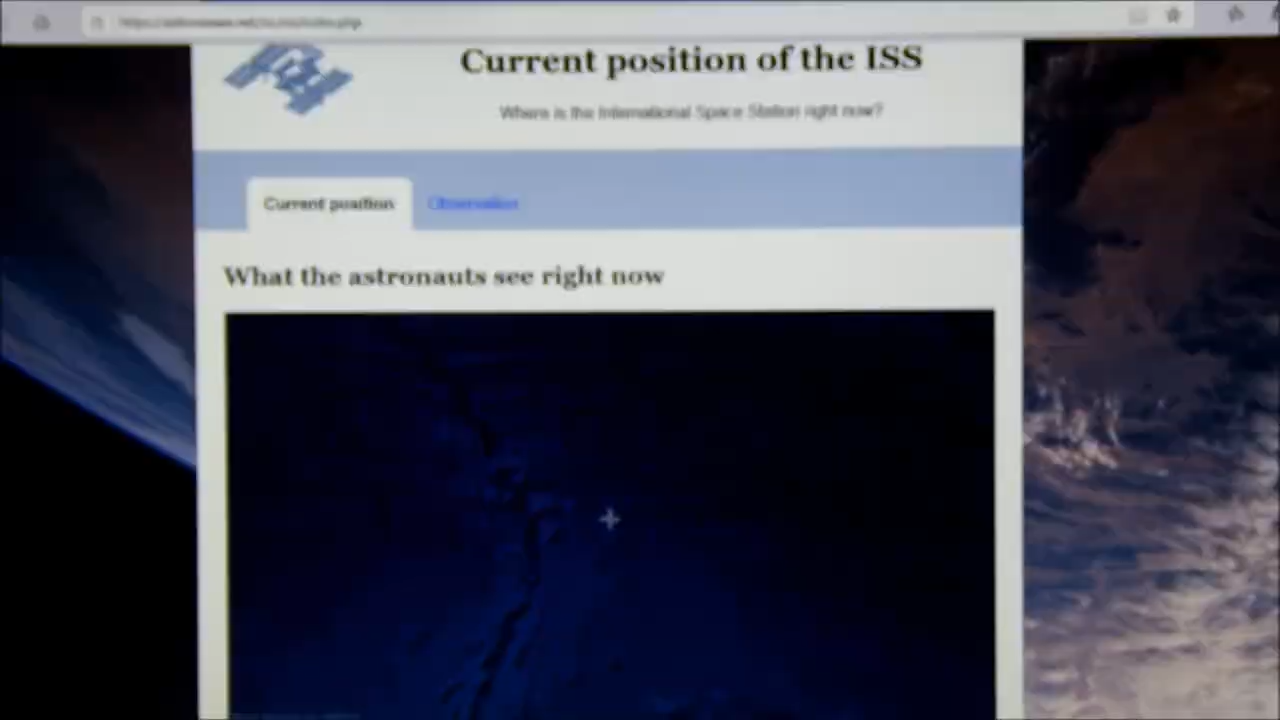 Current position of the ISS
Where is the International Space Station right now?
Current position
Observation
What the astronauts see right now